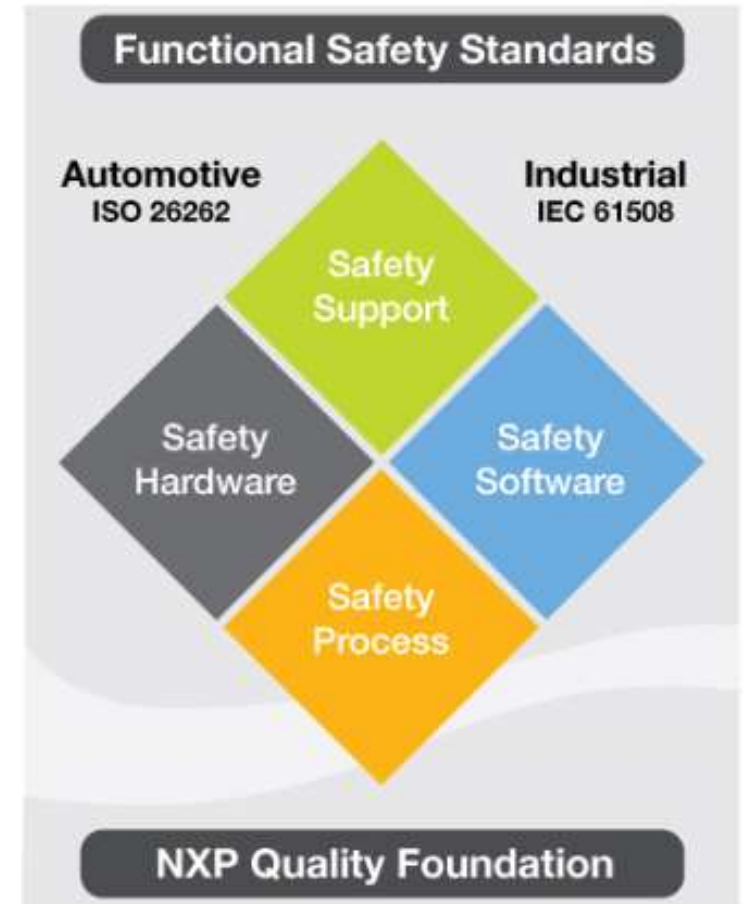 Functional Safety Standards
Automotive
ISO 26262
Industrial
IEC 61508
Safety
Support
Safety
Hardware
Safety
Software
Safety
Process
NXP Quality Foundation